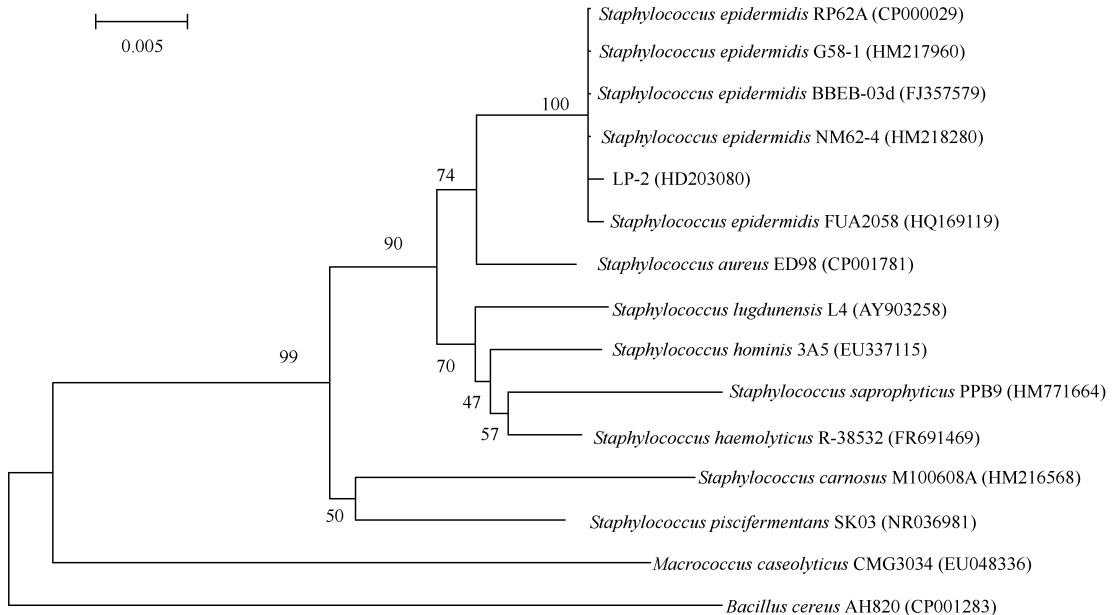 Staphylococcus epidermidis RP62A (CP000029)
0.005
Staphylococcus epidermidis G58-1 (HM217960)
Staphylococcus epidermidis BBEB-03d (FJ357579)
100
Staphylococcus epidermidis NM62-4 (HM218280)
74
LP-2 (HD203080)
Staphylococcus epidermidis FUA2058 (HQ169119)
90
Staphylococcus aureus ED98 (CP001781)
Staphylococcus lugdunensis L4 (AY903258)
99
Staphylococcus hominis 3A5 (EU337115)
70
Staphylococcus saprophyticus PPB9 (HM771664)
47
57
Staphylococcus haemolyticus R-38532 (FR691469)
Staphylococcus carnosus M100608A (HM216568)
50
Staphylococcus piscifermentans SK03 (NR036981)
Macrococcus caseolyticus CMG3034 (EU048336)
Bacillus cereus AH820 (CP001283)